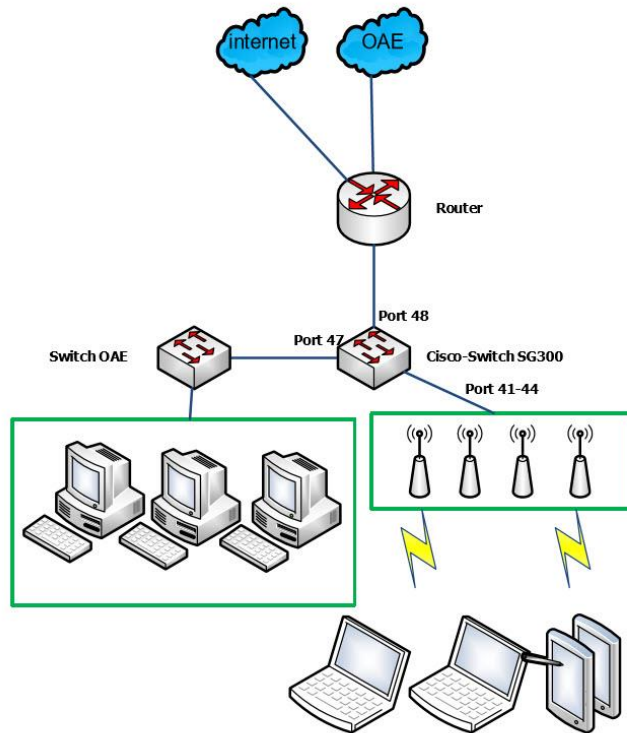 internet
OAE
Router
Port 48
Port 47
Switch OAE
Cisco-Switch SG300
Port 41-44